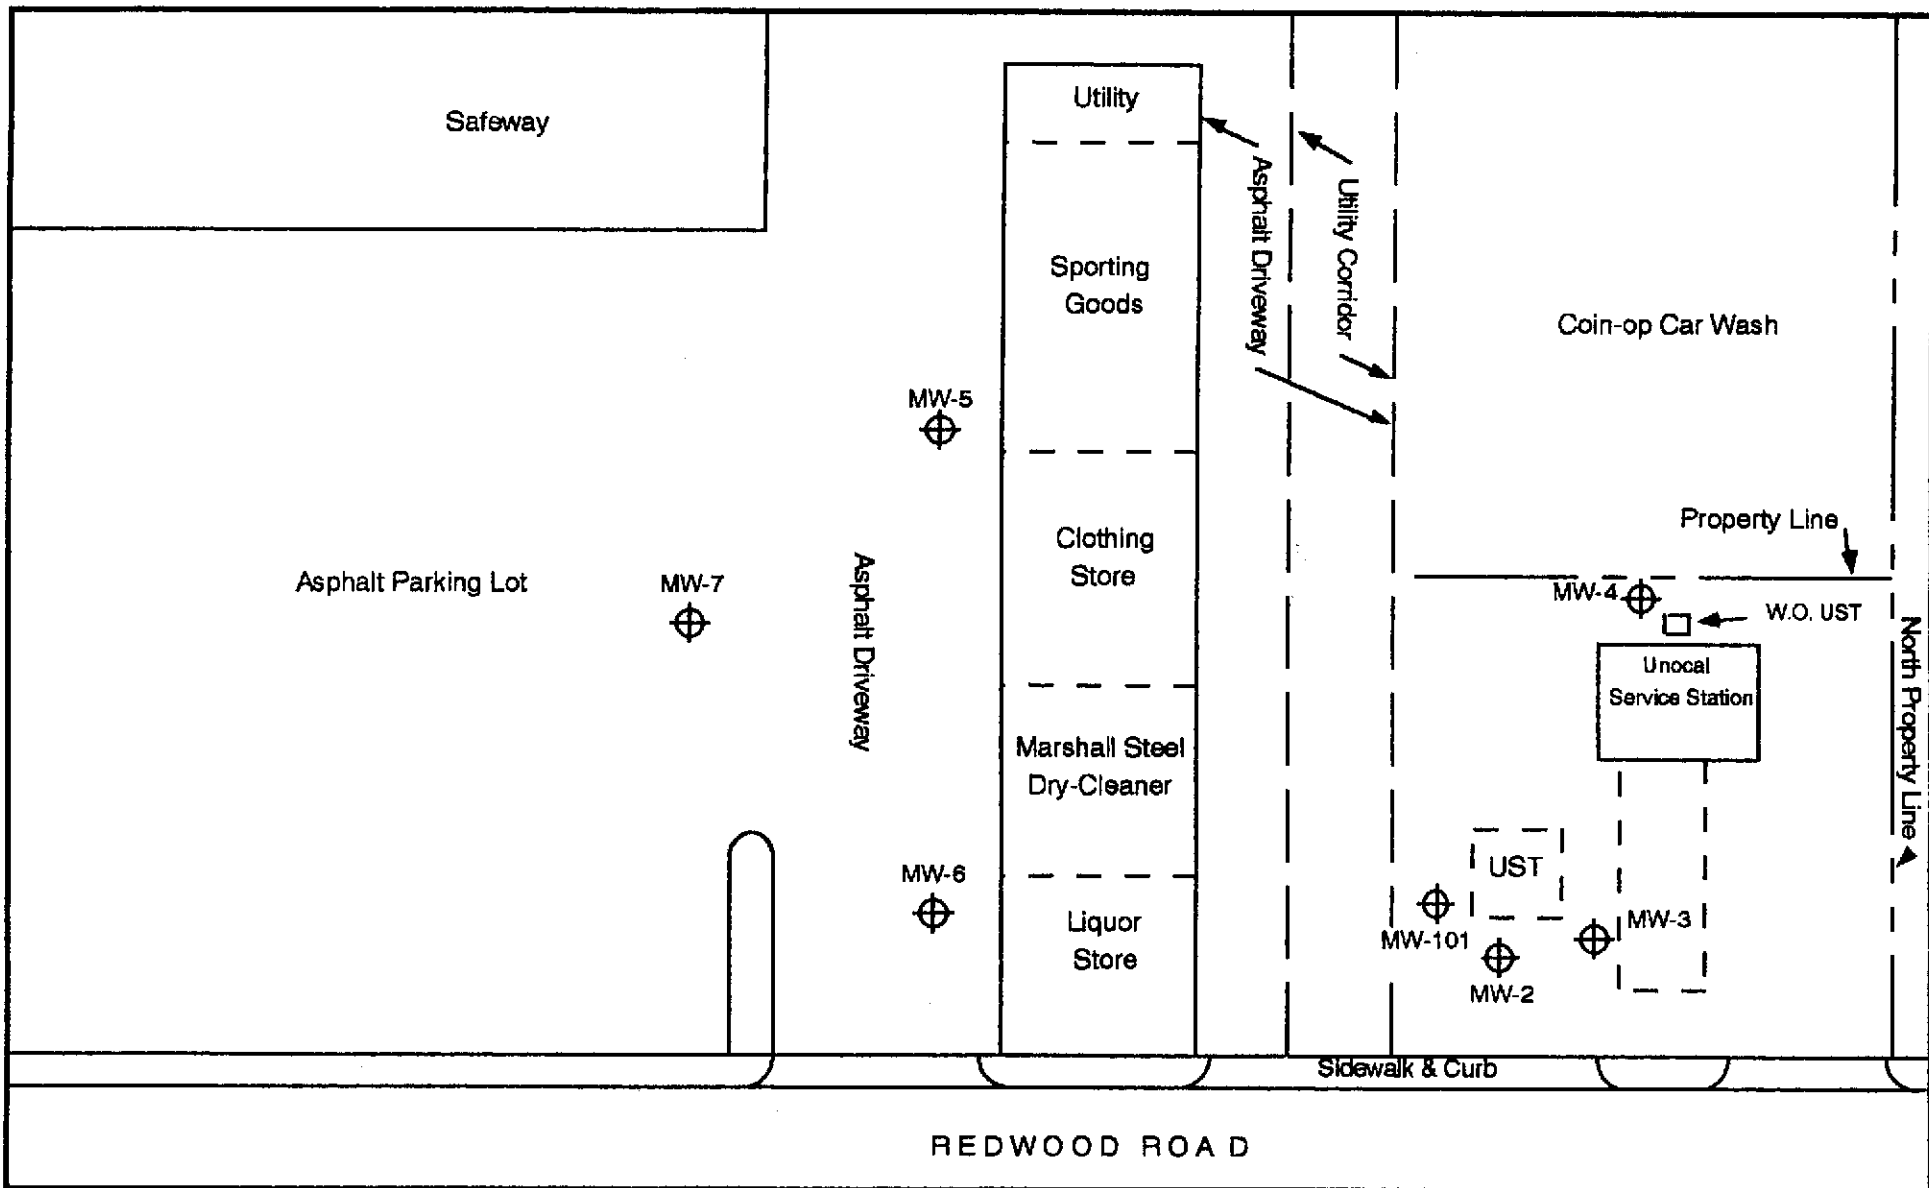 Safeway
Utility
Asphalt Driveway
Utility Corridor
Sporting
Goods
Coin-op Car Wash
MW-5
Property Line
Clothing
Store
Asphalt Parking Lot
MW-7
Asphalt Driveway
MW-4
W.O. UST
Unocal
Service Station
North Property Line
Marshall Steel
Dry-Cleaner
UST
MW-6
Liquor
Store
MW-101
MW-3
MW-2
Sidewalk & Curb
REDWOOD ROAD